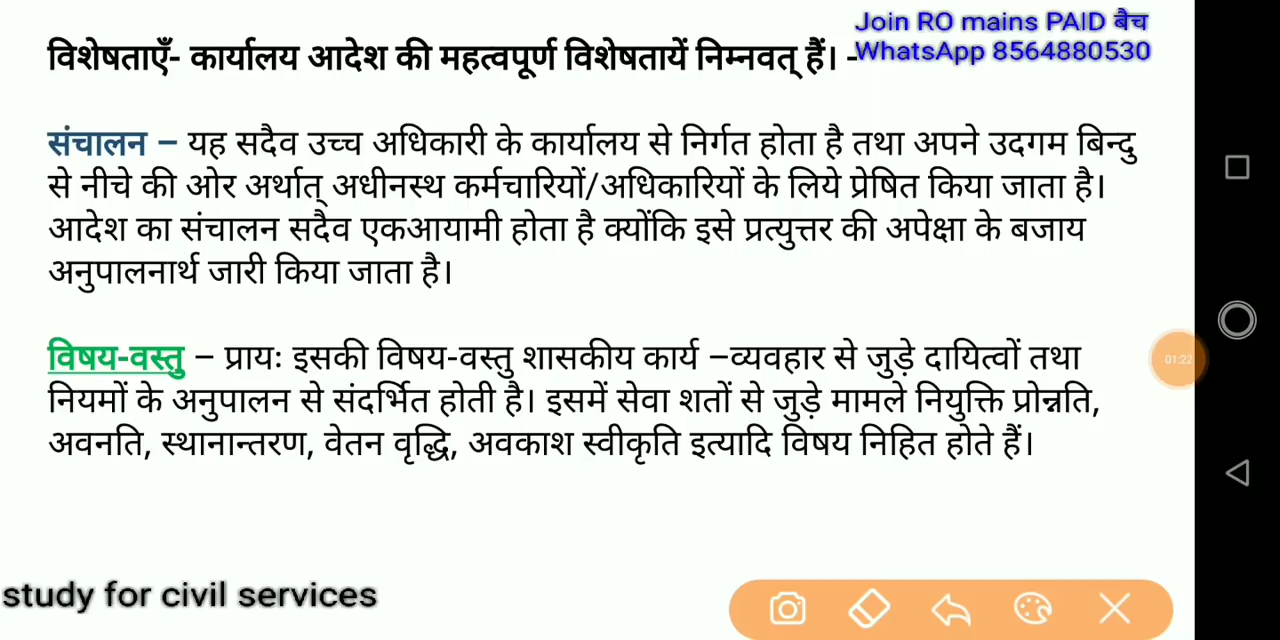 Join RO mains PAID बैच
विशेषताएँ- कार्यालय आदेश की महत्वपूर्ण विशेषतायें निम्नवत् हैं। -WhatsApp 8564880530
संचालन – यह सदैव उच्च अधिकारी के कार्यालय से निर्गत होता है तथा अपने उदगम बिन्दु
से नीचे की ओर अर्थात् अधीनस्थ कर्मचारियों/अधिकारियों के लिये प्रेषित किया जाता है।
आदेश का संचालन सदैव एकआयामी होता है क्योंकि इसे प्रत्युत्तर की अपेक्षा के बजाय
अनुपालनार्थ जारी किया जाता है।
विषय-वस्तु – प्रायः इसकी विषय-वस्तु शासकीय कार्य –व्यवहार से जुड़े दायित्वों तथा
01:22
नियमों के अनुपालन से संदर्भित होती है। इसमें सेवा शतों से जुड़े मामले नियुक्ति प्रोन्नति,
अवनति, स्थानान्तरण, वेतन वृद्धि, अवकाश स्वीकृति इत्यादि विषय निहित होते हैं।
study for civil services